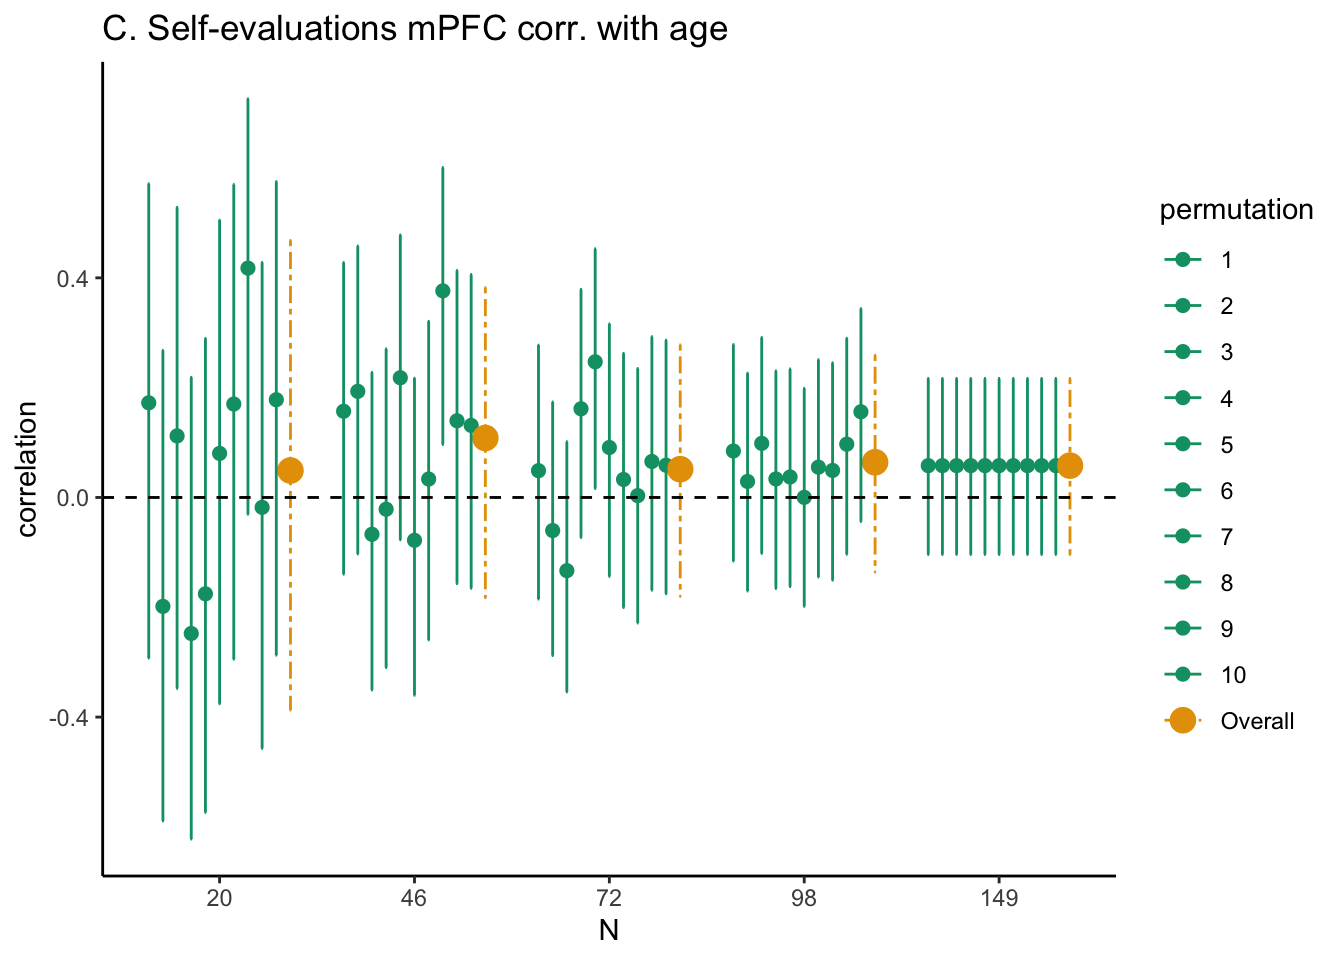 C. Self-evaluations mPFC corr. with age
correlation
0.4
0.0
-0.4
20 46 72 98 149
N
permutation
1
2
3
4
5
6
7
8
9
10
Overall